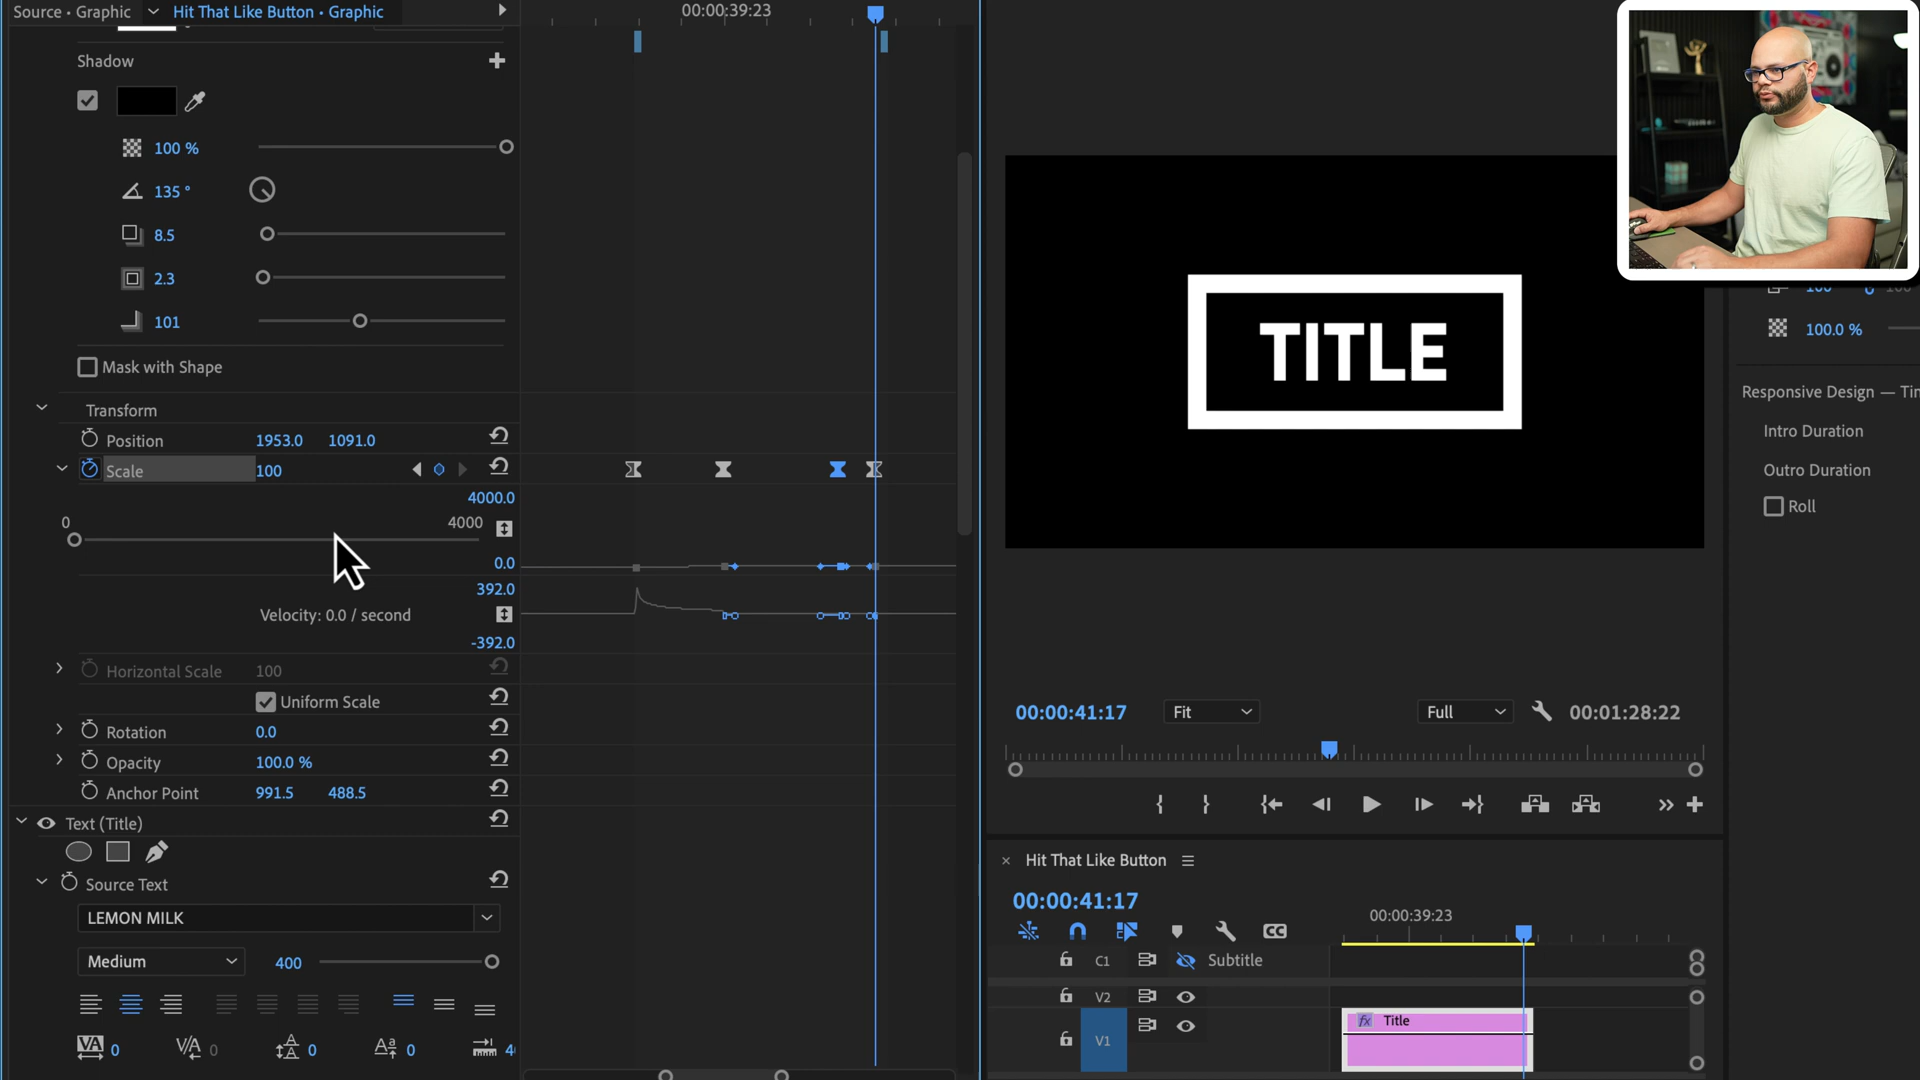 Source • Graphic
Hit That Like Button • Graphic
00:00:39:23
Shadow
100 %
135 °
8.5
2.3
101
Mask with Shape
Transform
Position 1953.0 1091.0
Scale 100
4000.0
0 4000
0.0
392.0
Velocity: 0.0 / second
-392.0
Horizontal Scale 100
Uniform Scale
Rotation 0.0
Opacity 100.0 %
Anchor Point 991.5 488.5
Text (Title)
Source Text
LEMON MILK
Medium 400
VA 0 V/A 0 0 0
TITLE
00:00:41:17 Fit Full 00:01:28:22
100.0 %
Responsive Design —
Intro Duration
Outro Duration
Roll
× Hit That Like Button
00:00:41:17
00:00:39:23
CC
C1 Subtitle
V2
fx Title
V1